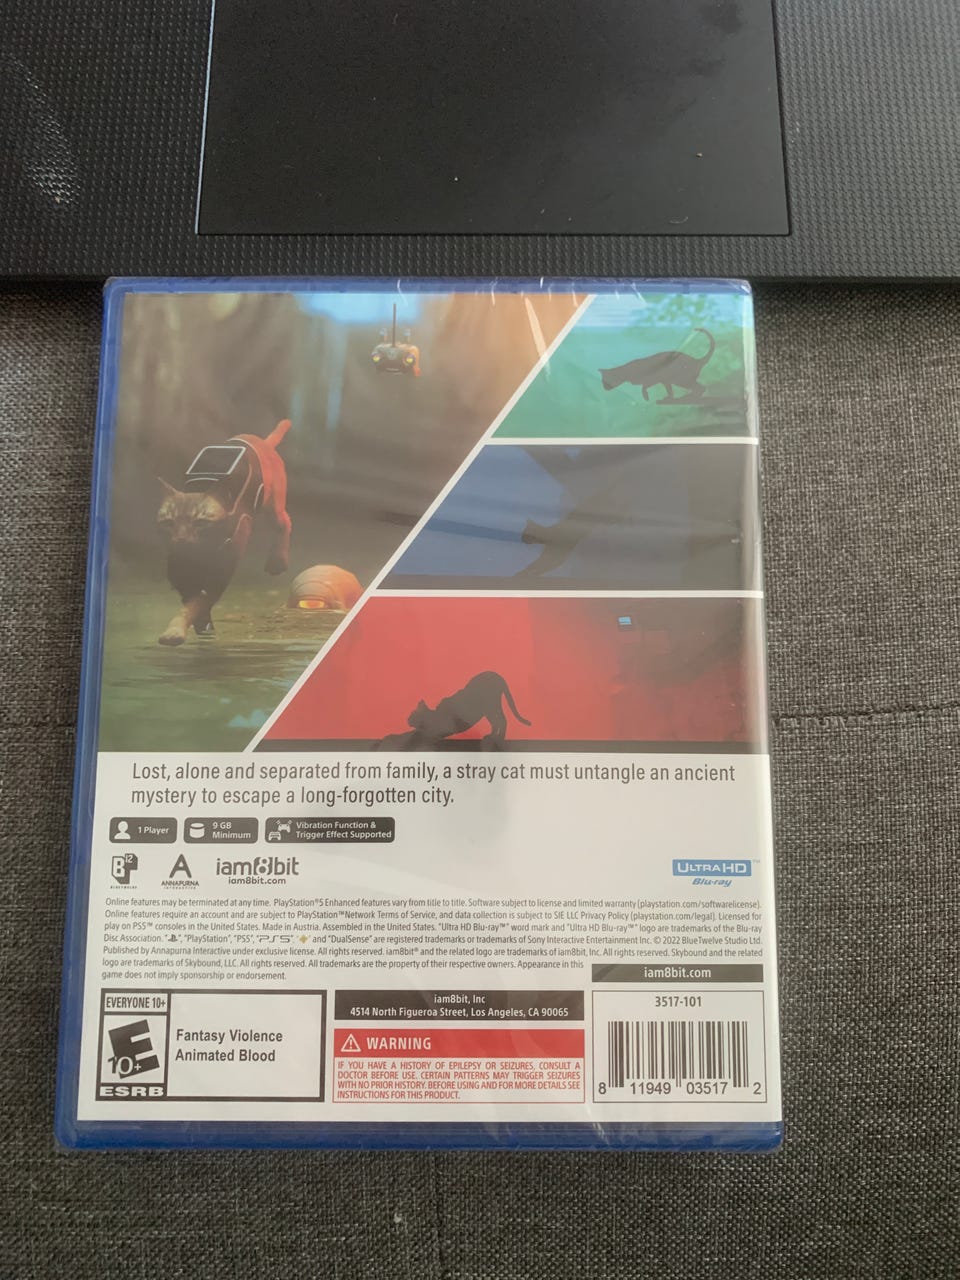 Lost, alone and separated from family, a stray cat must untangle an ancient
mystery to escape a long-forgotten city.
1 Player
9 GB
Minimum
Vibration Function &
Trigger Effect Supported
B12
ANNAPURNA
INTERACTIVE
iam8bit
iam8bit.com
ULTRA HD
Blu-ray™
Online features may be terminated at any time. PlayStation®5 Enhanced features vary from title to title. Software subject to license and limited warranty (playstation.com/softwarelicense).
Online features require an account and are subject to PlayStation™Network Terms of Service, and data collection is subject to SIE LLC Privacy Policy (playstation.com/legal). Licensed for
play on PS5™ consoles in the United States. Made in Austria. Assembled in the United States. "Ultra HD Blu-ray™" word mark and "Ultra HD Blu-ray™" logo are trademarks of the Blu-ray
Disc Association. "PS", "PlayStation", "PS5", "PS5", and "DualSense" are registered trademarks or trademarks of Sony Interactive Entertainment Inc. © 2022 BlueTwelve Studio Ltd.
Published by Annapurna Interactive under exclusive license. All rights reserved. iam8bit® and the related logo are trademarks of iam8bit, Inc. All rights reserved. Skybound and the related
logo are trademarks of Skybound, LLC. All rights reserved. All trademarks are the property of their respective owners. Appearance in this
game does not imply sponsorship or endorsement.
iam8bit.com
EVERYONE 10+
E
10+
ESRB
Fantasy Violence
Animated Blood
iam8bit, Inc
4514 North Figueroa Street, Los Angeles, CA 90065
WARNING
IF YOU HAVE A HISTORY OF EPILEPSY OR SEIZURES, CONSULT A
DOCTOR BEFORE USE. CERTAIN PATTERNS MAY TRIGGER SEIZURES
WITH NO PRIOR HISTORY. BEFORE USING AND FOR MORE DETAILS SEE
INSTRUCTIONS FOR THIS PRODUCT.
3517-101
8 11949 03517 2